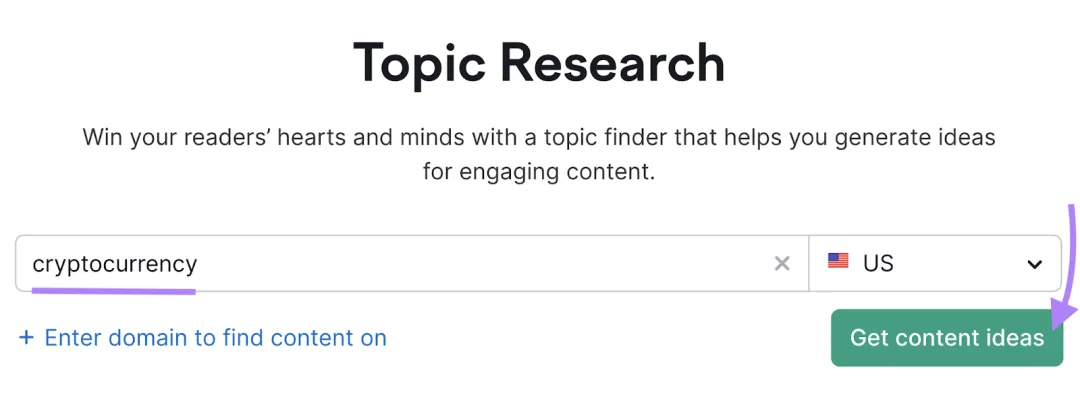 Topic Research
Win your readers’ hearts and minds with a topic finder that helps you generate ideas
for engaging content.
cryptocurrency
US
+ Enter domain to find content on
Get content ideas